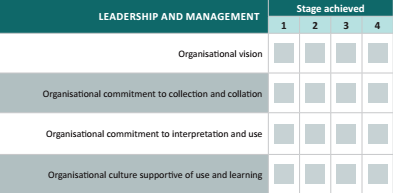 LEADERSHIP AND MANAGEMENT
Stage achieved
1 2 3 4
Organisational vision
Organisational commitment to collection and collation
Organisational commitment to interpretation and use
Organisational culture supportive of use and learning